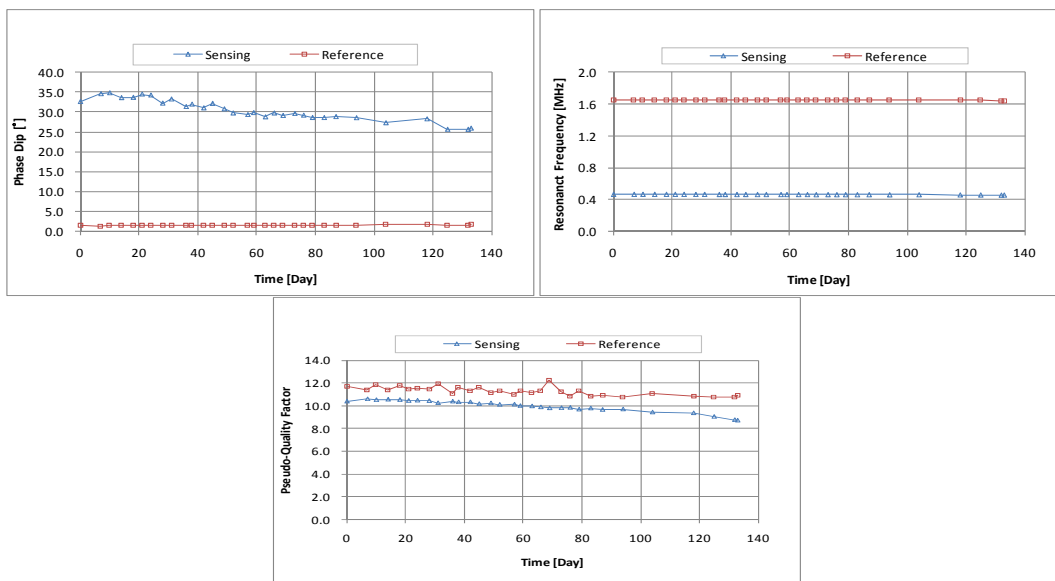 Sensing Reference
40.0
35.0
30.0
25.0
20.0
15.0
10.0
5.0
0.0
Phase Dip [°]
0 20 40 60 80 100 120 140
Time [Day]
Sensing Reference
2.0
1.6
1.2
0.8
0.4
0.0
Resonanct Frequency [MHz]
0 20 40 60 80 100 120 140
Time [Day]
Sensing Reference
14.0
12.0
10.0
8.0
6.0
4.0
2.0
0.0
Pseudo-Quality Factor
0 20 40 60 80 100 120 140
Time [Day]